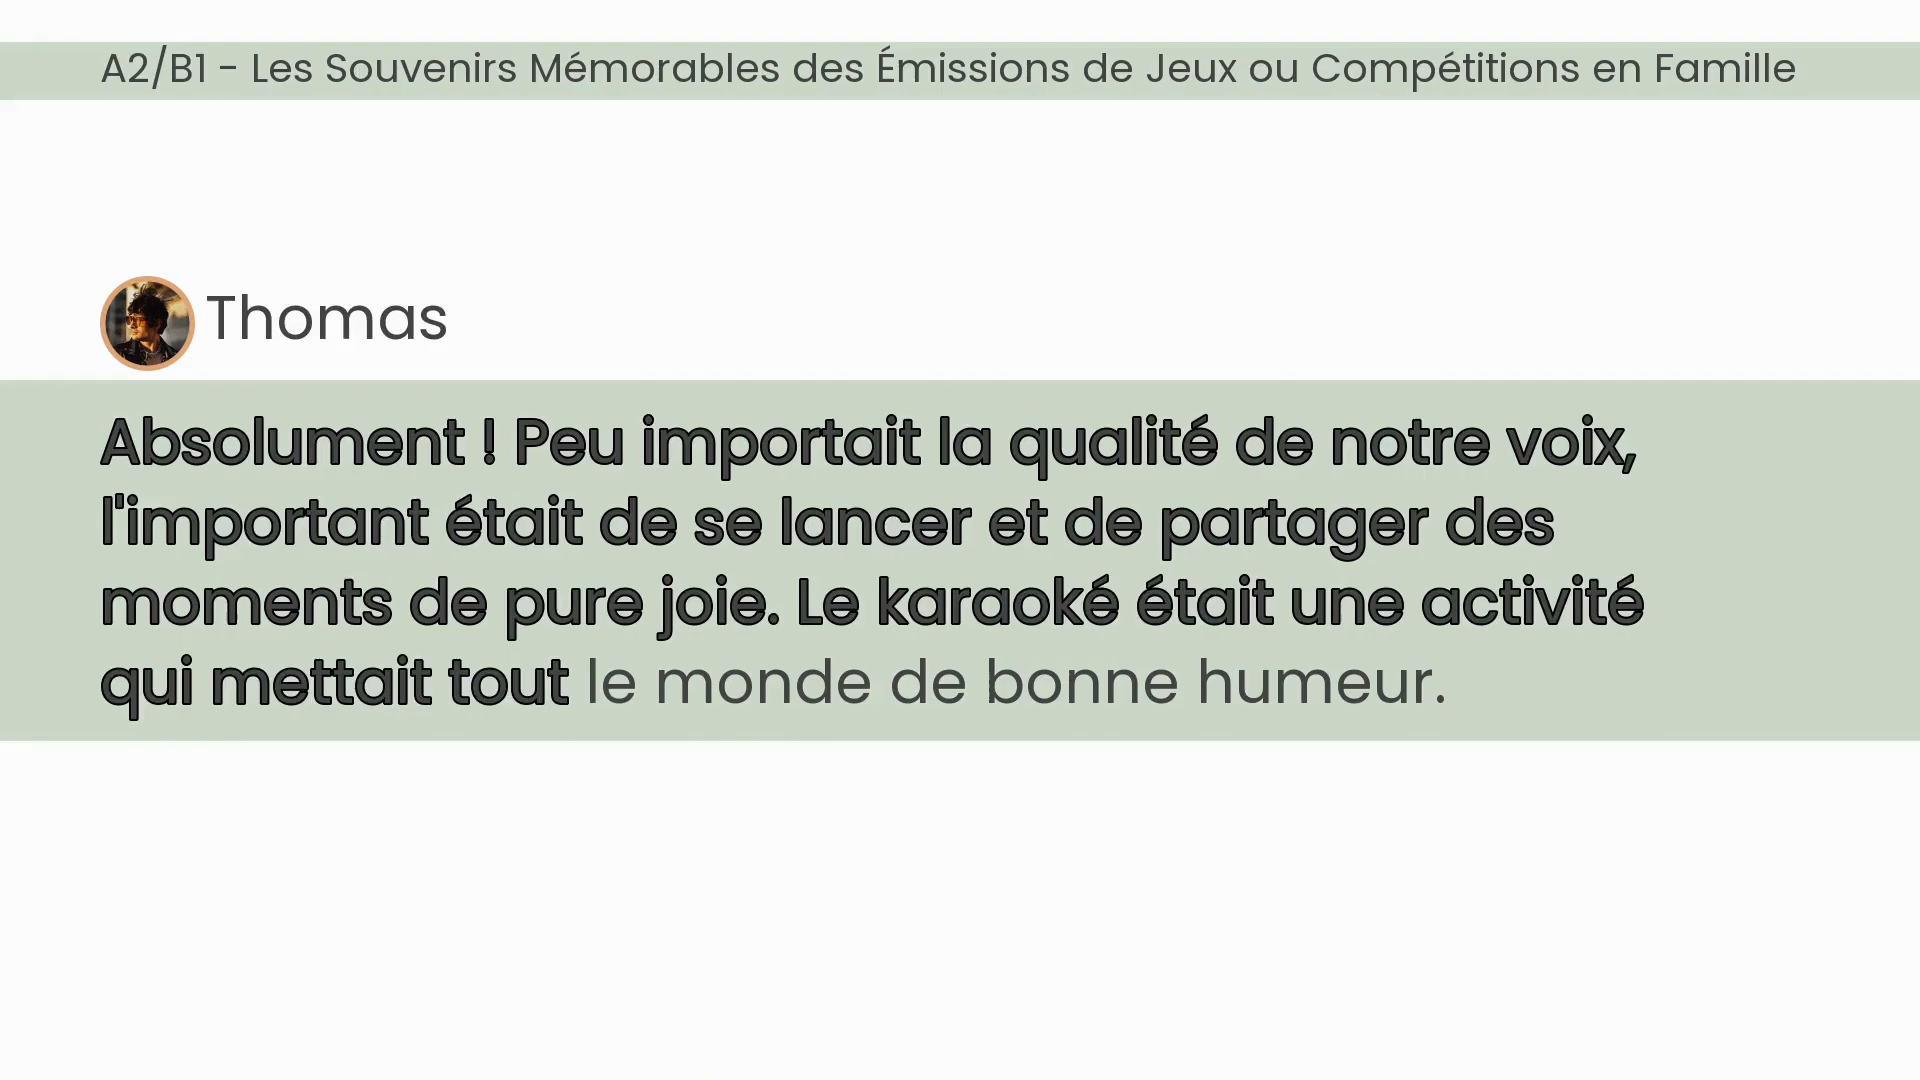 A2/B1 - Les Souvenirs Mémorables des Émissions de Jeux ou Compétitions en Famille
Thomas
Absolument ! Peu importait la qualité de notre voix,
l'important était de se lancer et de partager des
moments de pure joie. Le karaoké était une activité
qui mettait tout le monde de bonne humeur.